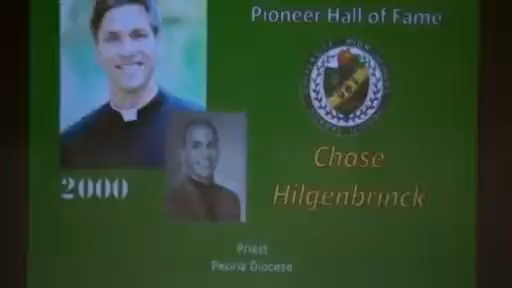 Pioneer Hall of Fame
Chase
Hilgenbrinck
2000
Priest
Peoria Diocese